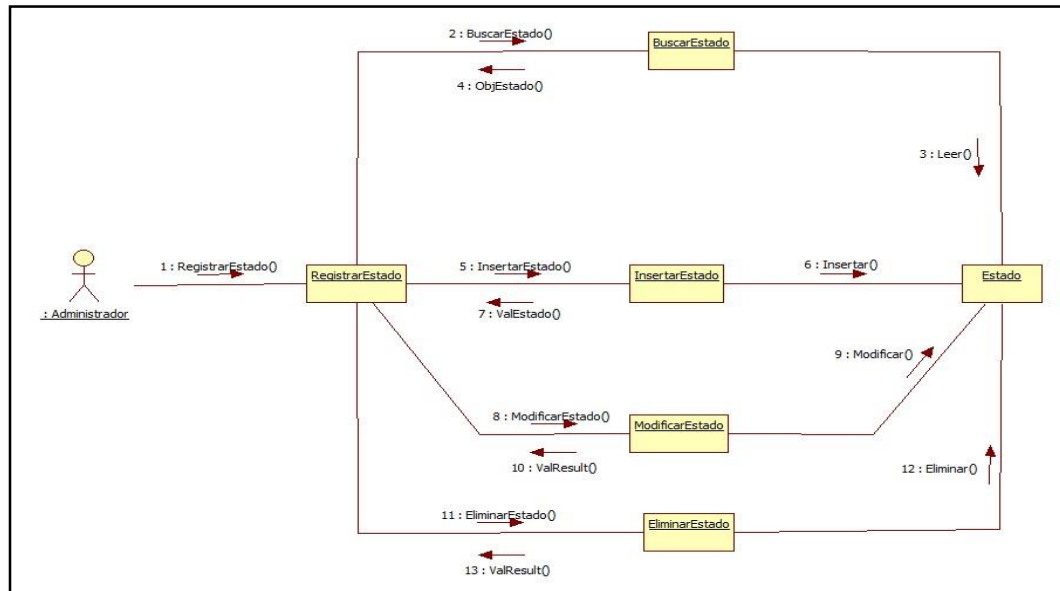 2 : BuscarEstado()
BuscarEstado
4 : ObjEstado()
3 : Leer()
1 : RegistrarEstado()
5 : InsertarEstado()
6 : Insertar()
RegistrarEstado
InsertarEstado
Estado
: Administrador
7 : ValEstado()
9 : Modificar()
8 : ModificarEstado()
ModificarEstado
10 : ValResult()
12 : Eliminar()
11 : EliminarEstado()
EliminarEstado
13 : ValResult()